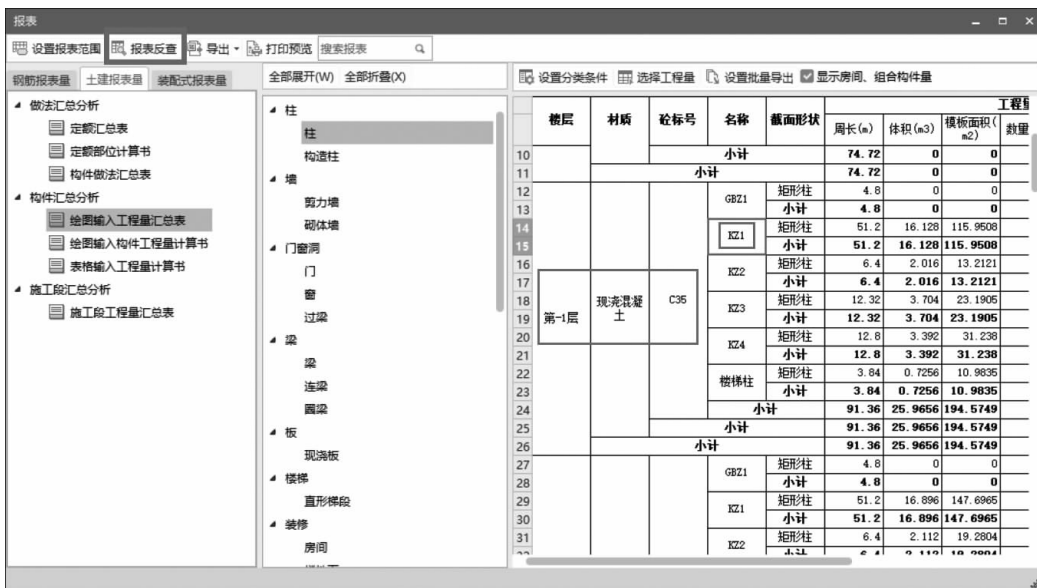 报表
设置报表范围 报表反查 导出 打印预览 搜索报表
钢筋报表量 土建报表量 装配式报表量
做法汇总分析
定额汇总表
定额部位计算书
构件做法汇总表
构件汇总分析
绘图输入工程量汇总表
绘图输入构件工程量计算书
表格输入工程量计算书
施工段汇总分析
施工段工程量汇总表
全部展开(W) 全部折叠(X)
柱
柱
构造柱
墙
剪力墙
砌体墙
门窗洞
门
窗
过梁
梁
梁
连梁
圈梁
板
现浇板
楼梯
直形梯段
装修
房间
设置分类条件 选择工程量 设置批量导出 显示房间、组合构件量
工程量
楼层 材质 砼标号 名称 截面形状 周长(m) 体积(m3) 模板面积(m2) 数量
10 小计 74.72 0 0
11 小计 74.72 0 0
12 GBZ1 矩形柱 4.8 0 0
13 小计 4.8 0 0
14 KZ1 矩形柱 51.2 16.128 115.9508
15 小计 51.2 16.128 115.9508
16 KZ2 矩形柱 6.4 2.016 13.2121
17 小计 6.4 2.016 13.2121
18 第-1层 现浇混凝土 C35 KZ3 矩形柱 12.32 3.704 23.1905
19 小计 12.32 3.704 23.1905
20 KZ4 矩形柱 12.8 3.392 31.238
21 小计 12.8 3.392 31.238
22 楼梯柱 矩形柱 3.84 0.7256 10.9835
23 小计 3.84 0.7256 10.9835
24 小计 91.36 25.9656 194.5749
25 小计 91.36 25.9656 194.5749
26 小计 91.36 25.9656 194.5749
27 GBZ1 矩形柱 4.8 0 0
28 小计 4.8 0 0
29 KZ1 矩形柱 51.2 16.896 147.6965
30 小计 51.2 16.896 147.6965
31 KZ2 矩形柱 6.4 2.112 19.2804
小计 6.4 2.112 19.2804